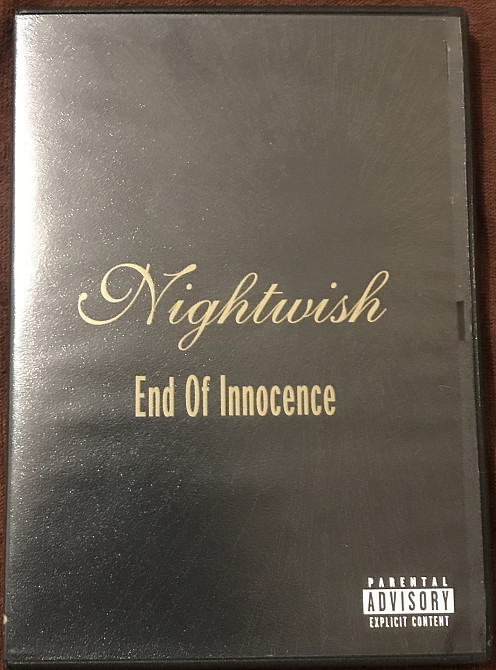 Nightwish
End Of Innocence
PARENTAL
ADVISORY
EXPLICIT CONTENT